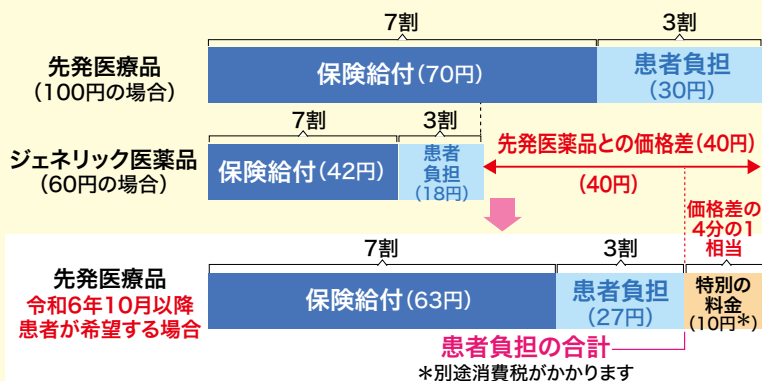 7割
3割
先発医療品
(100円の場合)
保険給付(70円)
患者負担
(30円)
7割
3割
ジェネリック医薬品
(60円の場合)
保険給付(42円)
患者
負担
(18円)
先発医薬品との価格差(40円)
(40円)
価格差の
4分の1
相当
7割
3割
先発医療品
令和6年10月以降
患者が希望する場合
保険給付(63円)
患者負担
(27円)
特別の
料金
(10円*)
患者負担の合計
*別途消費税がかかります